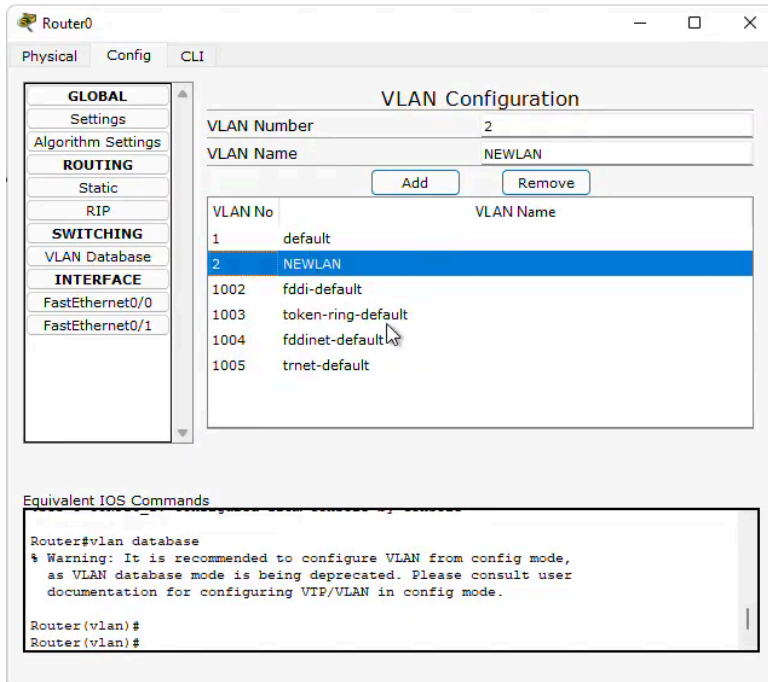 Router0
Physical Config CLI
GLOBAL
Settings
Algorithm Settings
ROUTING
Static
RIP
SWITCHING
VLAN Database
INTERFACE
FastEthernet0/0
FastEthernet0/1
VLAN Configuration
VLAN Number 2
VLAN Name NEWLAN
Add Remove
VLAN No VLAN Name
1 default
2 NEWLAN
1002 fddi-default
1003 token-ring-default
1004 fddinet-default
1005 trnet-default
Equivalent IOS Commands
Router#vlan database
% Warning: It is recommended to configure VLAN from config mode,
as VLAN database mode is being deprecated. Please consult user
documentation for configuring VTP/VLAN in config mode.
Router(vlan)#
Router(vlan)#